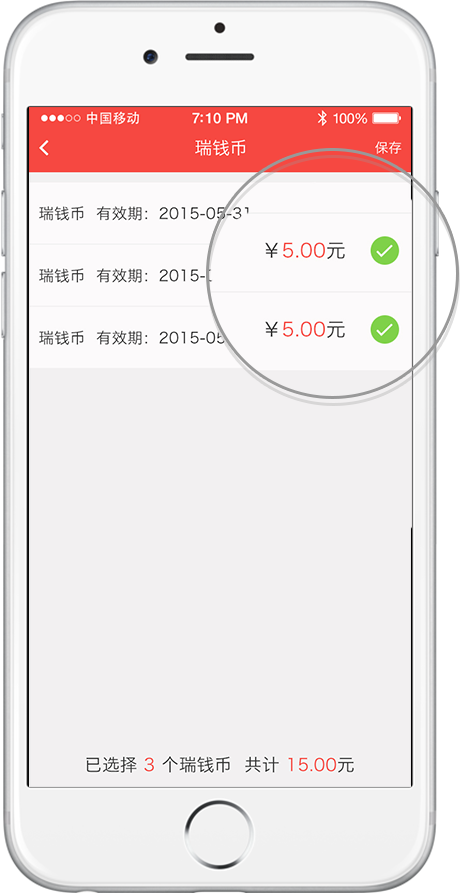 中国移动 7:10 PM 100%
瑞钱币 保存
瑞钱币 有效期：2015-05-31
¥5.00元
瑞钱币 有效期：2015-
¥5.00元
瑞钱币 有效期：2015-05
已选择 3 个瑞钱币 共计 15.00元